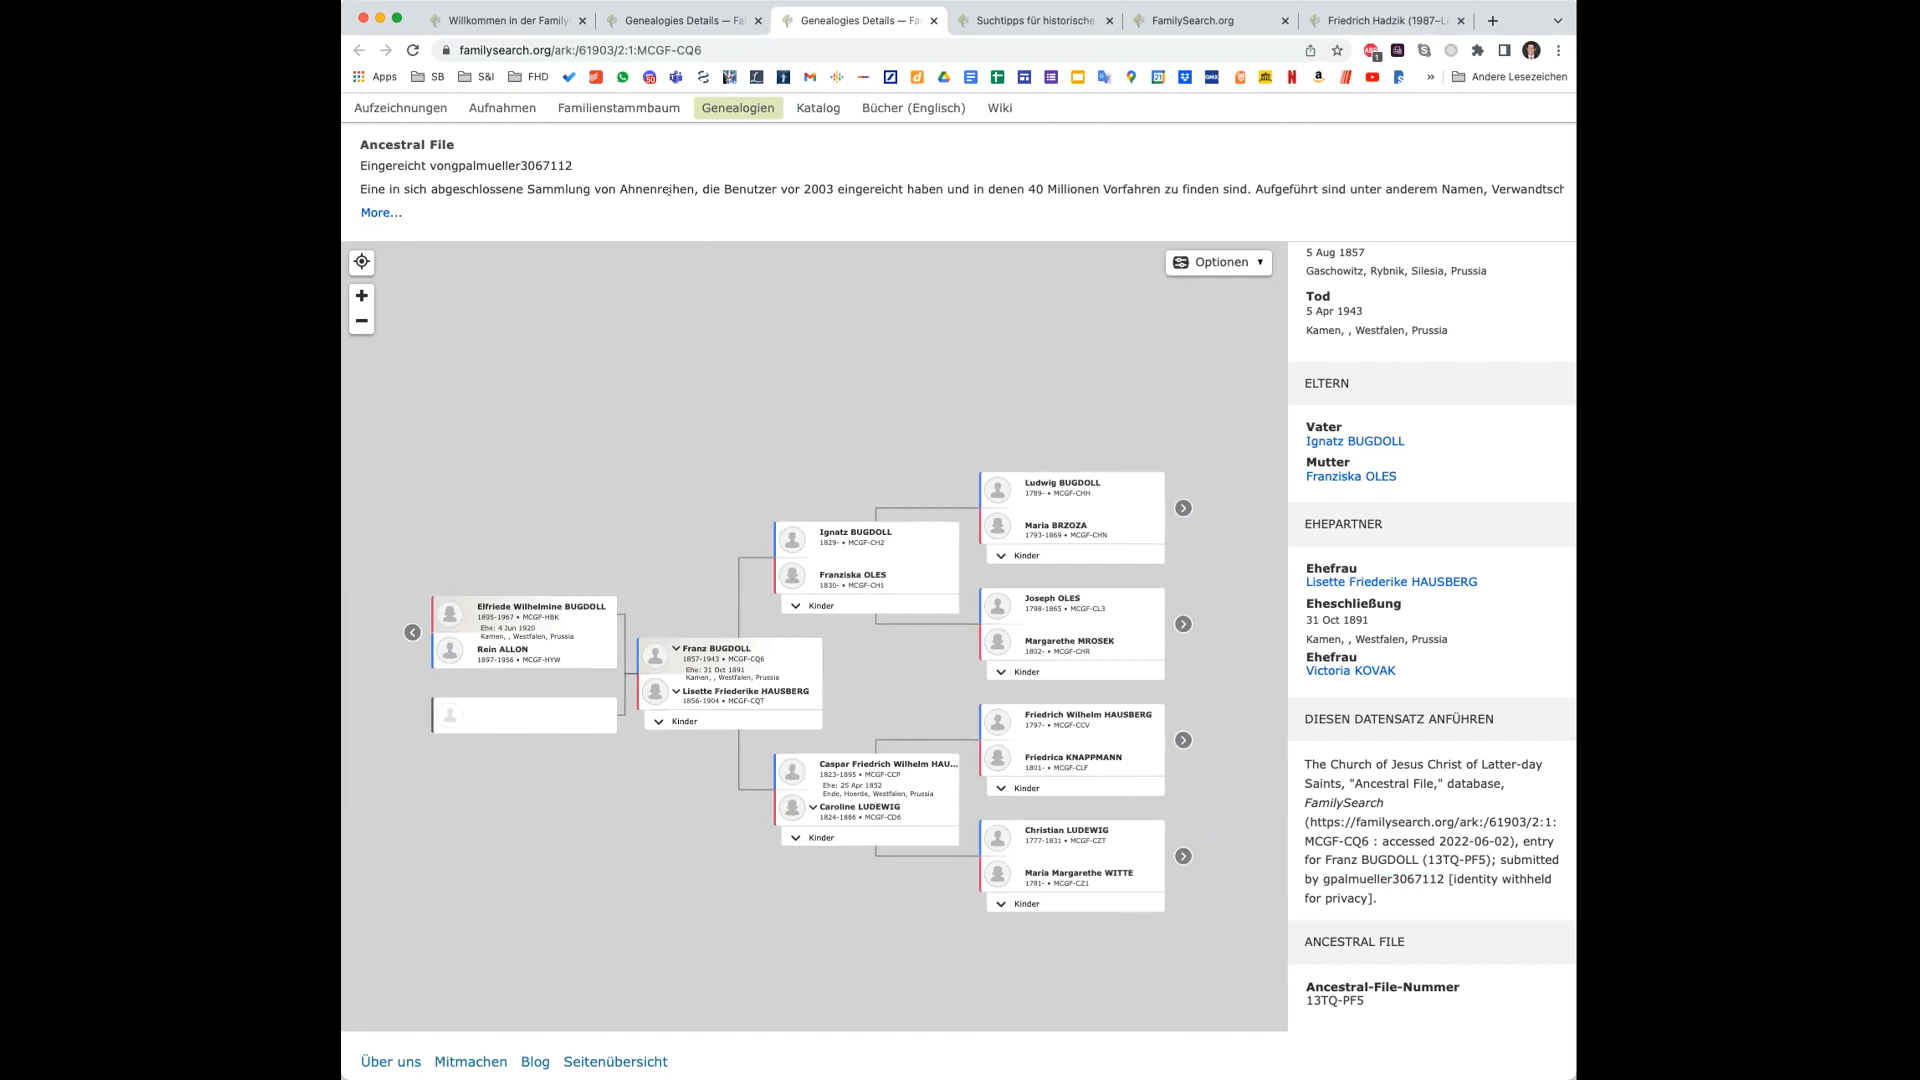 Willkommen in der Family
Genealogies Details — Fa
Genealogies Details — Fa
Suchtipps für historische
FamilySearch.org
Friedrich Hadzik (1987–L
familysearch.org/ark:/61903/2:1:MCGF-CQ6
Apps
SB
S&I
FHD
Andere Lesezeichen
Aufzeichnungen
Aufnahmen
Familienstammbaum
Genealogien
Katalog
Bücher (Englisch)
Wiki
Ancestral File
Eingereicht vongpalmueller3067112
Eine in sich abgeschlossene Sammlung von Ahnenreihen, die Benutzer vor 2003 eingereicht haben und in denen 40 Millionen Vorfahren zu finden sind. Aufgeführt sind unter anderem Namen, Verwandtsch
More...
Optionen
Elfriede Wilhelmine BUGDOLL
1895-1967 • MCGF-HBK
Ehe: 4 Jun 1920
Kamen, , Westfalen, Prussia
Rein ALLON
1897-1956 • MCGF-HYW
Franz BUGDOLL
1857-1943 • MCGF-CQ6
Ehe: 31 Oct 1891
Kamen, , Westfalen, Prussia
Lisette Friederike HAUSBERG
1856-1904 • MCGF-CQT
Kinder
Ignatz BUGDOLL
1829- • MCGF-CH2
Franziska OLES
1830- • MCGF-CH1
Kinder
Caspar Friedrich Wilhelm HAU...
1823-1895 • MCGF-CCP
Ehe: 25 Apr 1852
Ende, Hoerde, Westfalen, Prussia
Caroline LUDEWIG
1824-1886 • MCGF-CD6
Kinder
Ludwig BUGDOLL
1789- • MCGF-CHH
Maria BRZOZA
1793-1869 • MCGF-CHN
Kinder
Joseph OLES
1798-1865 • MCGF-CL3
Margarethe MROSEK
1802- • MCGF-CHR
Kinder
Friedrich Wilhelm HAUSBERG
1797- • MCGF-CCV
Friedrica KNAPPMANN
1801- • MCGF-CLF
Kinder
Christian LUDEWIG
1777-1831 • MCGF-CZT
Maria Margarethe WITTE
1781- • MCGF-CZ1
Kinder
5 Aug 1857
Gaschowitz, Rybnik, Silesia, Prussia
Tod
5 Apr 1943
Kamen, , Westfalen, Prussia
ELTERN
Vater
Ignatz BUGDOLL
Mutter
Franziska OLES
EHEPARTNER
Ehefrau
Lisette Friederike HAUSBERG
Eheschließung
31 Oct 1891
Kamen, , Westfalen, Prussia
Ehefrau
Victoria KOVAK
DIESEN DATENSATZ ANFÜHREN
The Church of Jesus Christ of Latter-day
Saints, "Ancestral File," database,
FamilySearch
(https://familysearch.org/ark:/61903/2:1:
MCGF-CQ6 : accessed 2022-06-02), entry
for Franz BUGDOLL (13TQ-PF5); submitted
by gpalmueller3067112 [identity withheld
for privacy].
ANCESTRAL FILE
Ancestral-File-Nummer
13TQ-PF5
Über uns
Mitmachen
Blog
Seitenübersicht